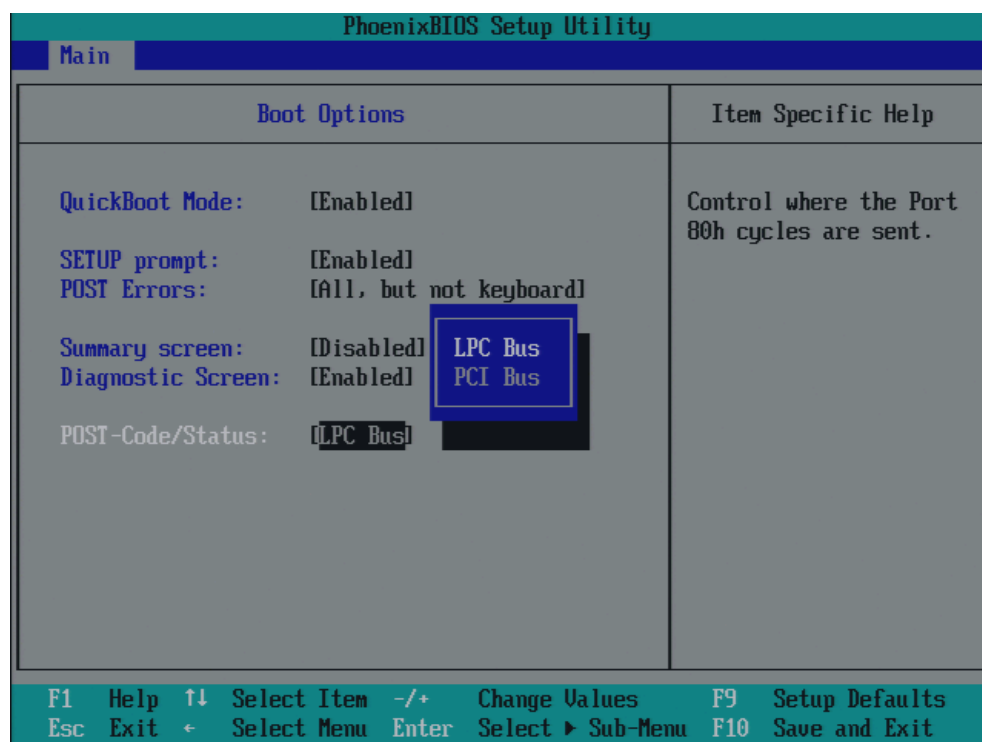 PhoenixBIOS Setup Utility
Main
Boot Options
Item Specific Help
QuickBoot Mode: [Enabled]
SETUP prompt: [Enabled]
POST Errors: [All, but not keyboard]
Summary screen: [Disabled]
Diagnostic Screen: [Enabled]
POST-Code/Status: [LPC Bus]
LPC Bus
PCI Bus
Control where the Port
80h cycles are sent.
F1 Help ↑↓ Select Item -/+ Change Values F9 Setup Defaults
Esc Exit ← Select Menu Enter Select ▶ Sub-Menu F10 Save and Exit